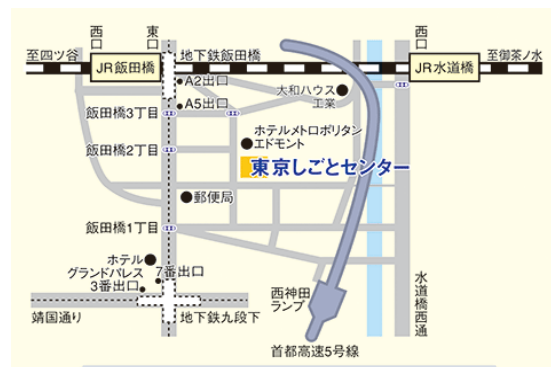 西口
東口
西口
至四ツ谷
JR飯田橋
地下鉄飯田橋
JR水道橋
至御茶ノ水
A2出口
大和ハウス
工業
A5出口
飯田橋3丁目
ホテルメトロポリタン
エドモント
飯田橋2丁目
東京しごとセンター
郵便局
飯田橋1丁目
ホテル
グランドパレス
7番出口
3番出口
西神田
ランプ
水道橋西通
靖国通り
地下鉄九段下
首都高速5号線